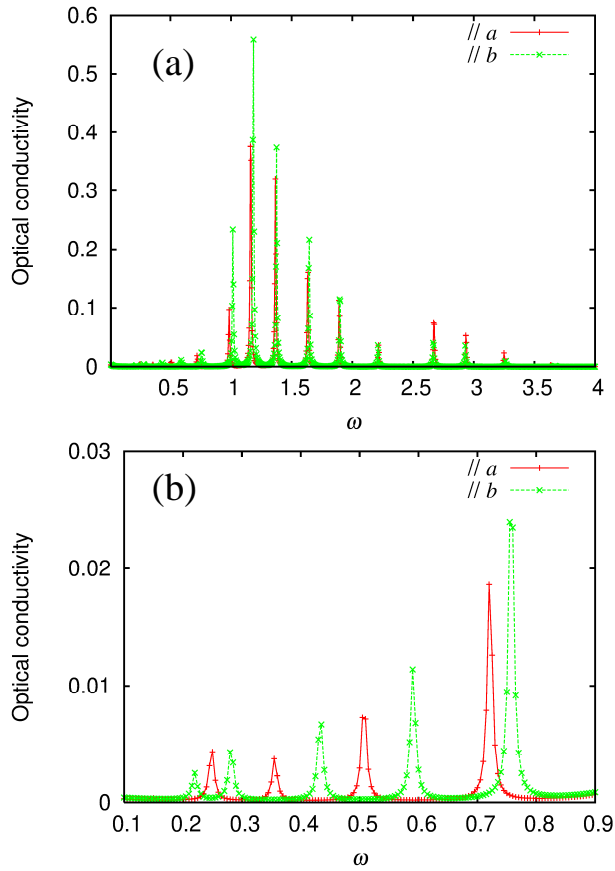 0.6
// a
// b
(a)
0.5
0.4
0.3
0.2
0.1
0
Optical conductivity
0.5 1 1.5 2 2.5 3 3.5 4
ω
0.03
// a
// b
(b)
0.02
0.01
0
Optical conductivity
0.1 0.2 0.3 0.4 0.5 0.6 0.7 0.8 0.9
ω